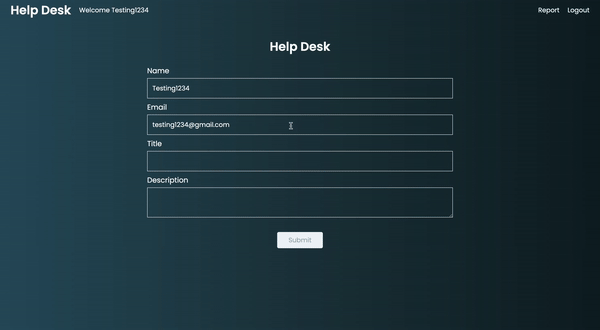 Help Desk Welcome Testing1234 Report Logout
Help Desk
Name
Testing1234
Email
testing1234@gmail.com
Title
Description
Submit